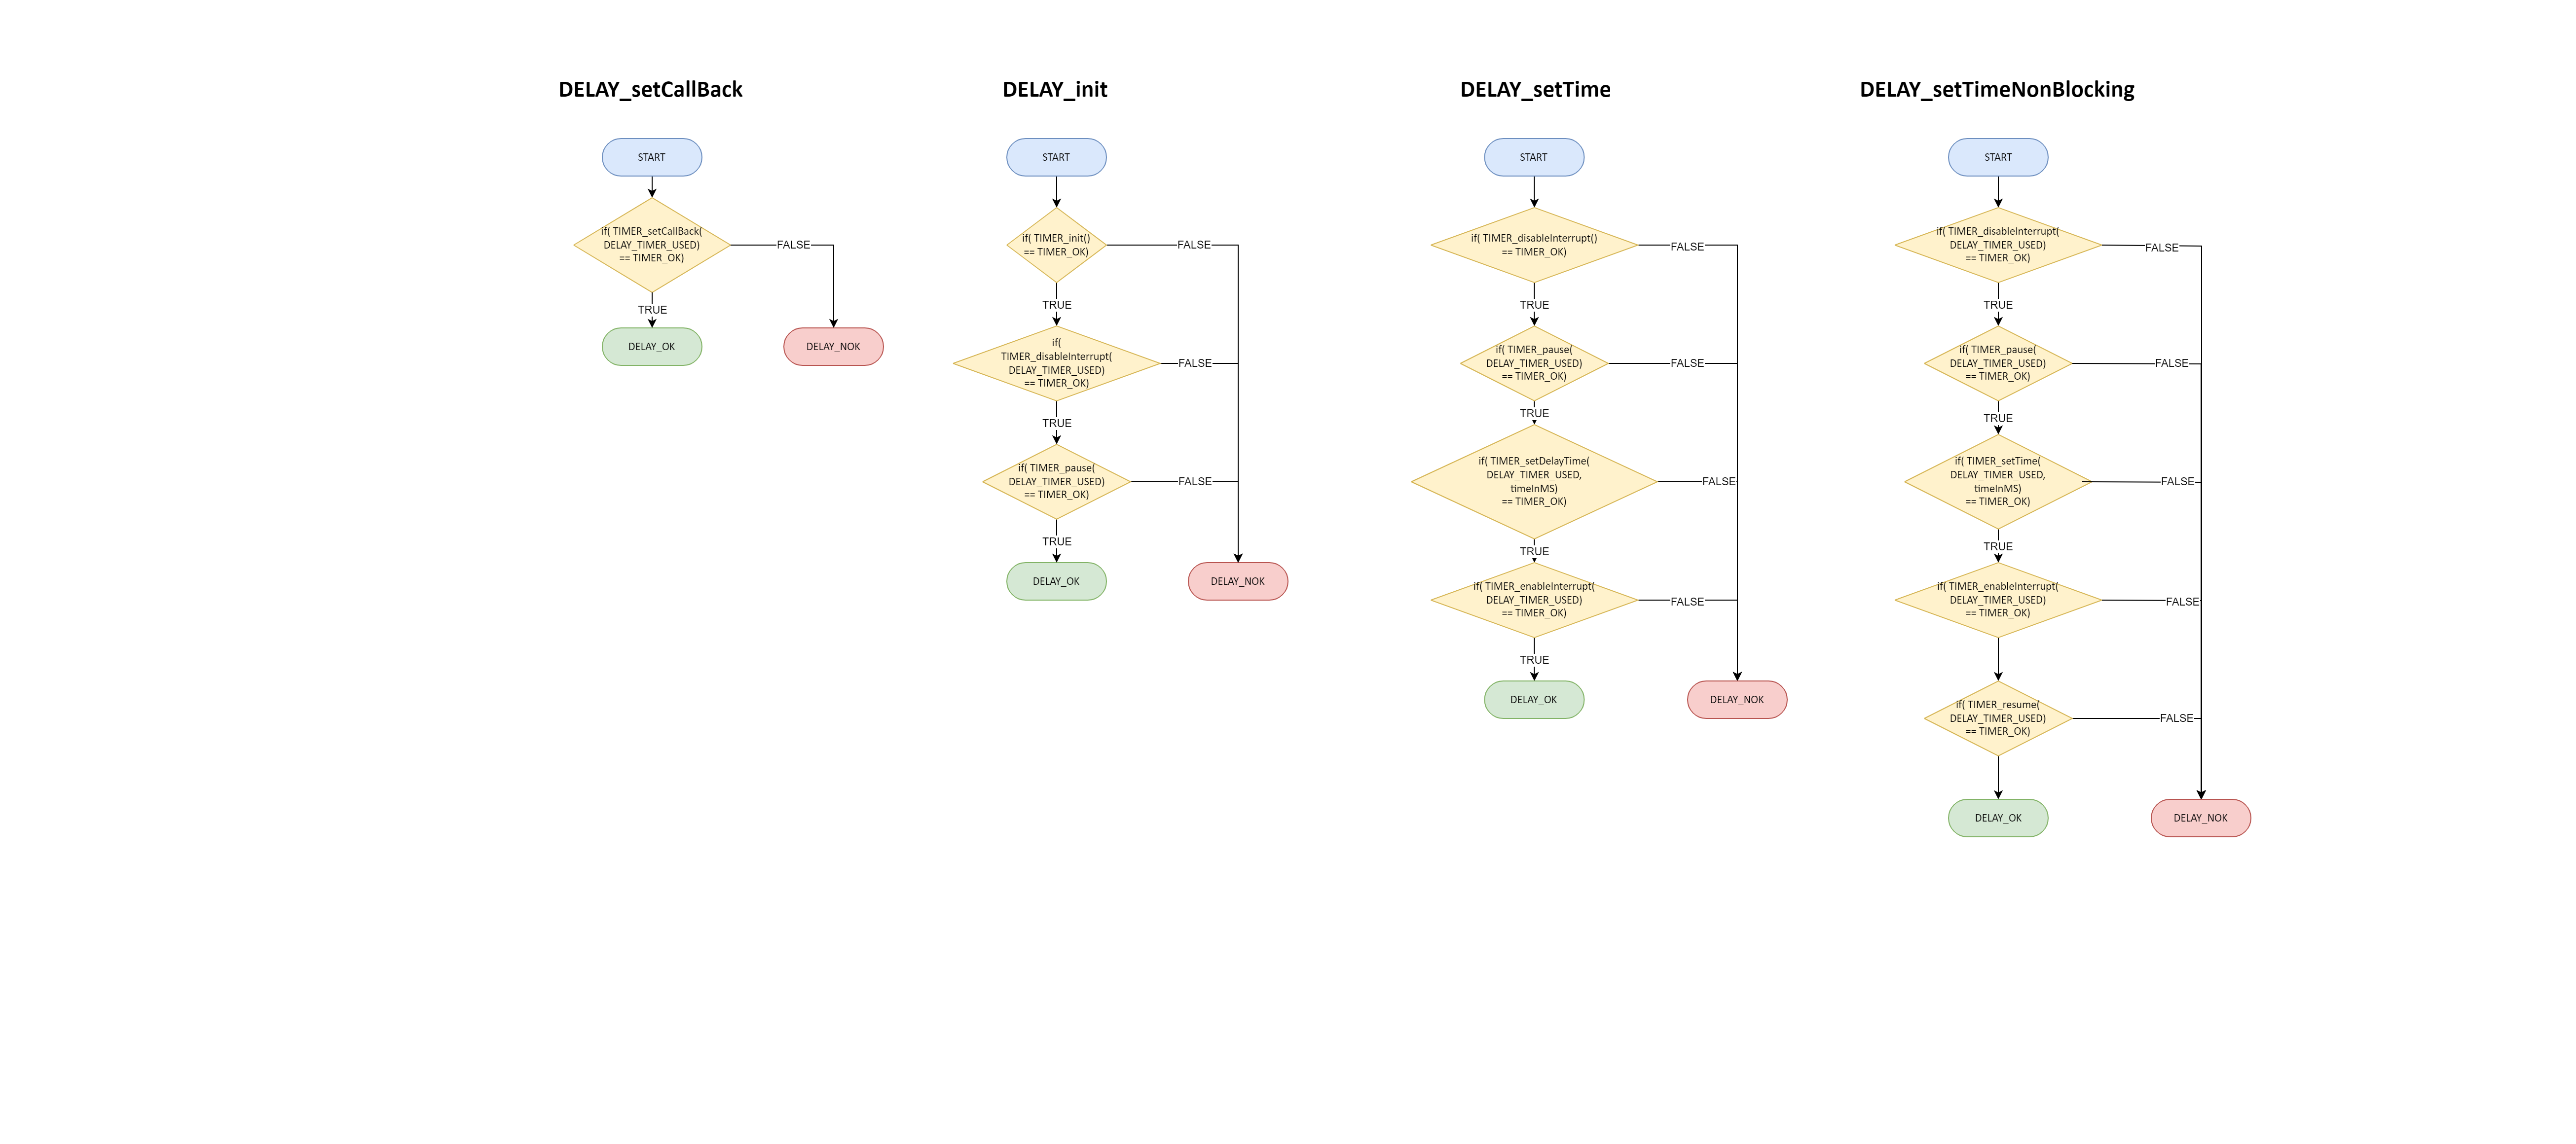 DELAY_setCallBack
START
if( TIMER_setCallBack(
DELAY_TIMER_USED)
== TIMER_OK)
FALSE
TRUE
DELAY_OK
DELAY_NOK
DELAY_init
START
if( TIMER_init()
== TIMER_OK)
FALSE
TRUE
if(
TIMER_disableInterrupt(
DELAY_TIMER_USED)
== TIMER_OK)
FALSE
TRUE
if( TIMER_pause(
DELAY_TIMER_USED)
== TIMER_OK)
FALSE
TRUE
DELAY_OK
DELAY_NOK
DELAY_setTime
START
if( TIMER_disableInterrupt()
== TIMER_OK)
FALSE
TRUE
if( TIMER_pause(
DELAY_TIMER_USED)
== TIMER_OK)
FALSE
TRUE
if( TIMER_setDelayTime(
DELAY_TIMER_USED,
timeInMS)
== TIMER_OK)
FALSE
TRUE
if( TIMER_enableInterrupt(
DELAY_TIMER_USED)
== TIMER_OK)
FALSE
TRUE
DELAY_OK
DELAY_NOK
DELAY_setTimeNonBlocking
START
if( TIMER_disableInterrupt(
DELAY_TIMER_USED)
== TIMER_OK)
FALSE
TRUE
if( TIMER_pause(
DELAY_TIMER_USED)
== TIMER_OK)
FALSE
TRUE
if( TIMER_setTime(
DELAY_TIMER_USED,
timeInMS)
== TIMER_OK)
FALSE
TRUE
if( TIMER_enableInterrupt(
DELAY_TIMER_USED)
== TIMER_OK)
FALSE
if( TIMER_resume(
DELAY_TIMER_USED)
== TIMER_OK)
FALSE
DELAY_OK
DELAY_NOK